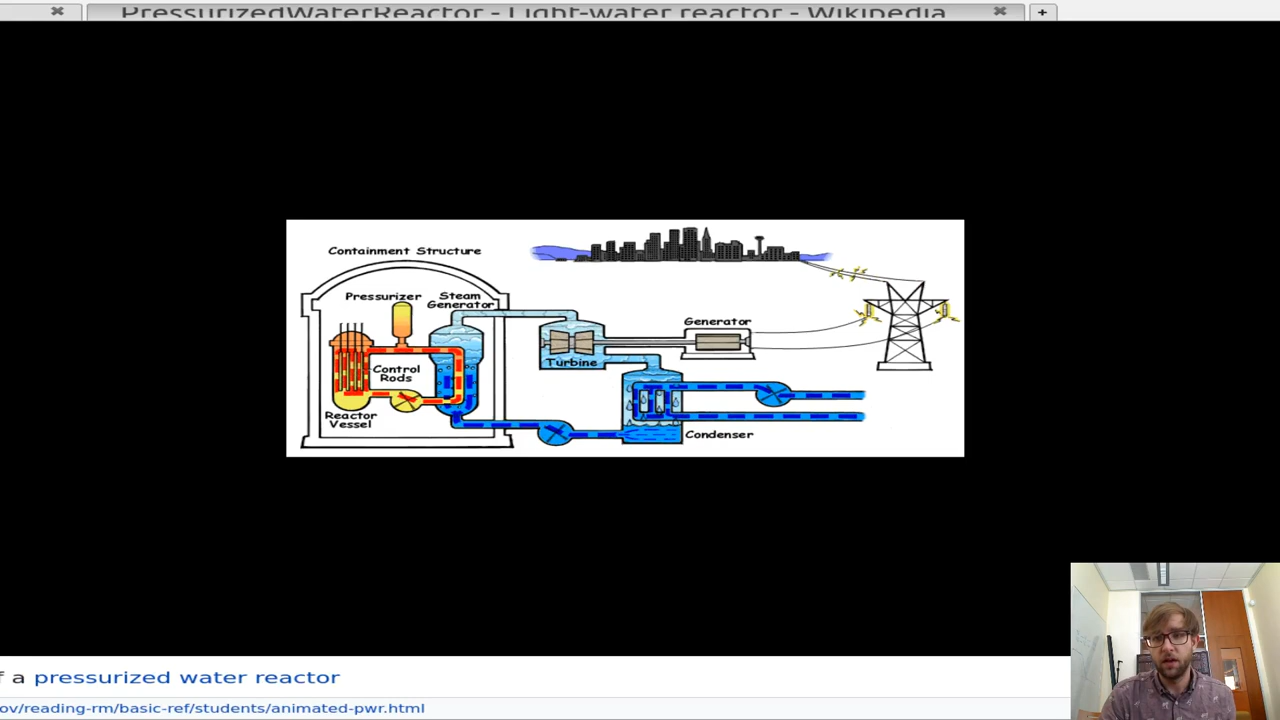 PressurizedWaterReactor - Light-water reactor - Wikipedia
Containment Structure
Pressurizer
Steam
Generator
Control
Rods
Reactor
Vessel
Turbine
Generator
Condenser
f a pressurized water reactor
ov/reading-rm/basic-ref/students/animated-pwr.html